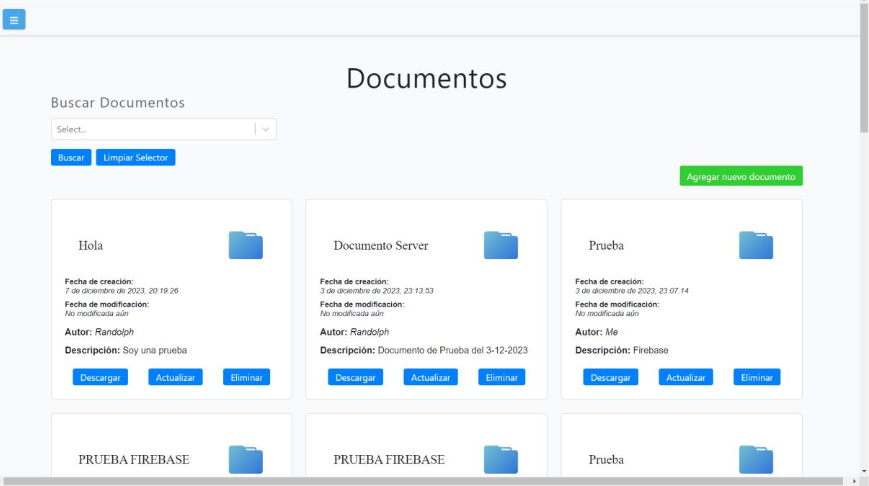 Documentos
Buscar Documentos
Select...
Buscar
Limpiar Selector
Agregar nuevo documento
Hola
Fecha de creación:
7 de diciembre de 2023, 20:19:26
Fecha de modificación:
No modificada aún
Autor: Randolph
Descripción: Soy una prueba
Descargar
Actualizar
Eliminar
Documento Server
Fecha de creación:
3 de diciembre de 2023, 23:13:53
Fecha de modificación:
No modificada aún
Autor: Randolph
Descripción: Documento de Prueba del 3-12-2023
Descargar
Actualizar
Eliminar
Prueba
Fecha de creación:
3 de diciembre de 2023, 23:07:14
Fecha de modificación:
No modificada aún
Autor: Me
Descripción: Firebase
Descargar
Actualizar
Eliminar
PRUEBA FIREBASE
PRUEBA FIREBASE
Prueba